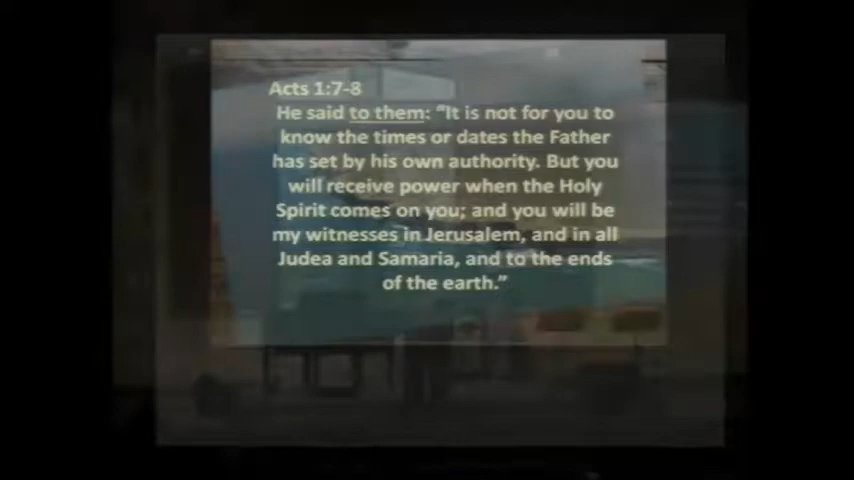 Acts 1:7-8
He said to them: “It is not for you to
know the times or dates the Father
has set by his own authority. But you
will receive power when the Holy
Spirit comes on you; and you will be
my witnesses in Jerusalem, and in all
Judea and Samaria, and to the ends
of the earth.”